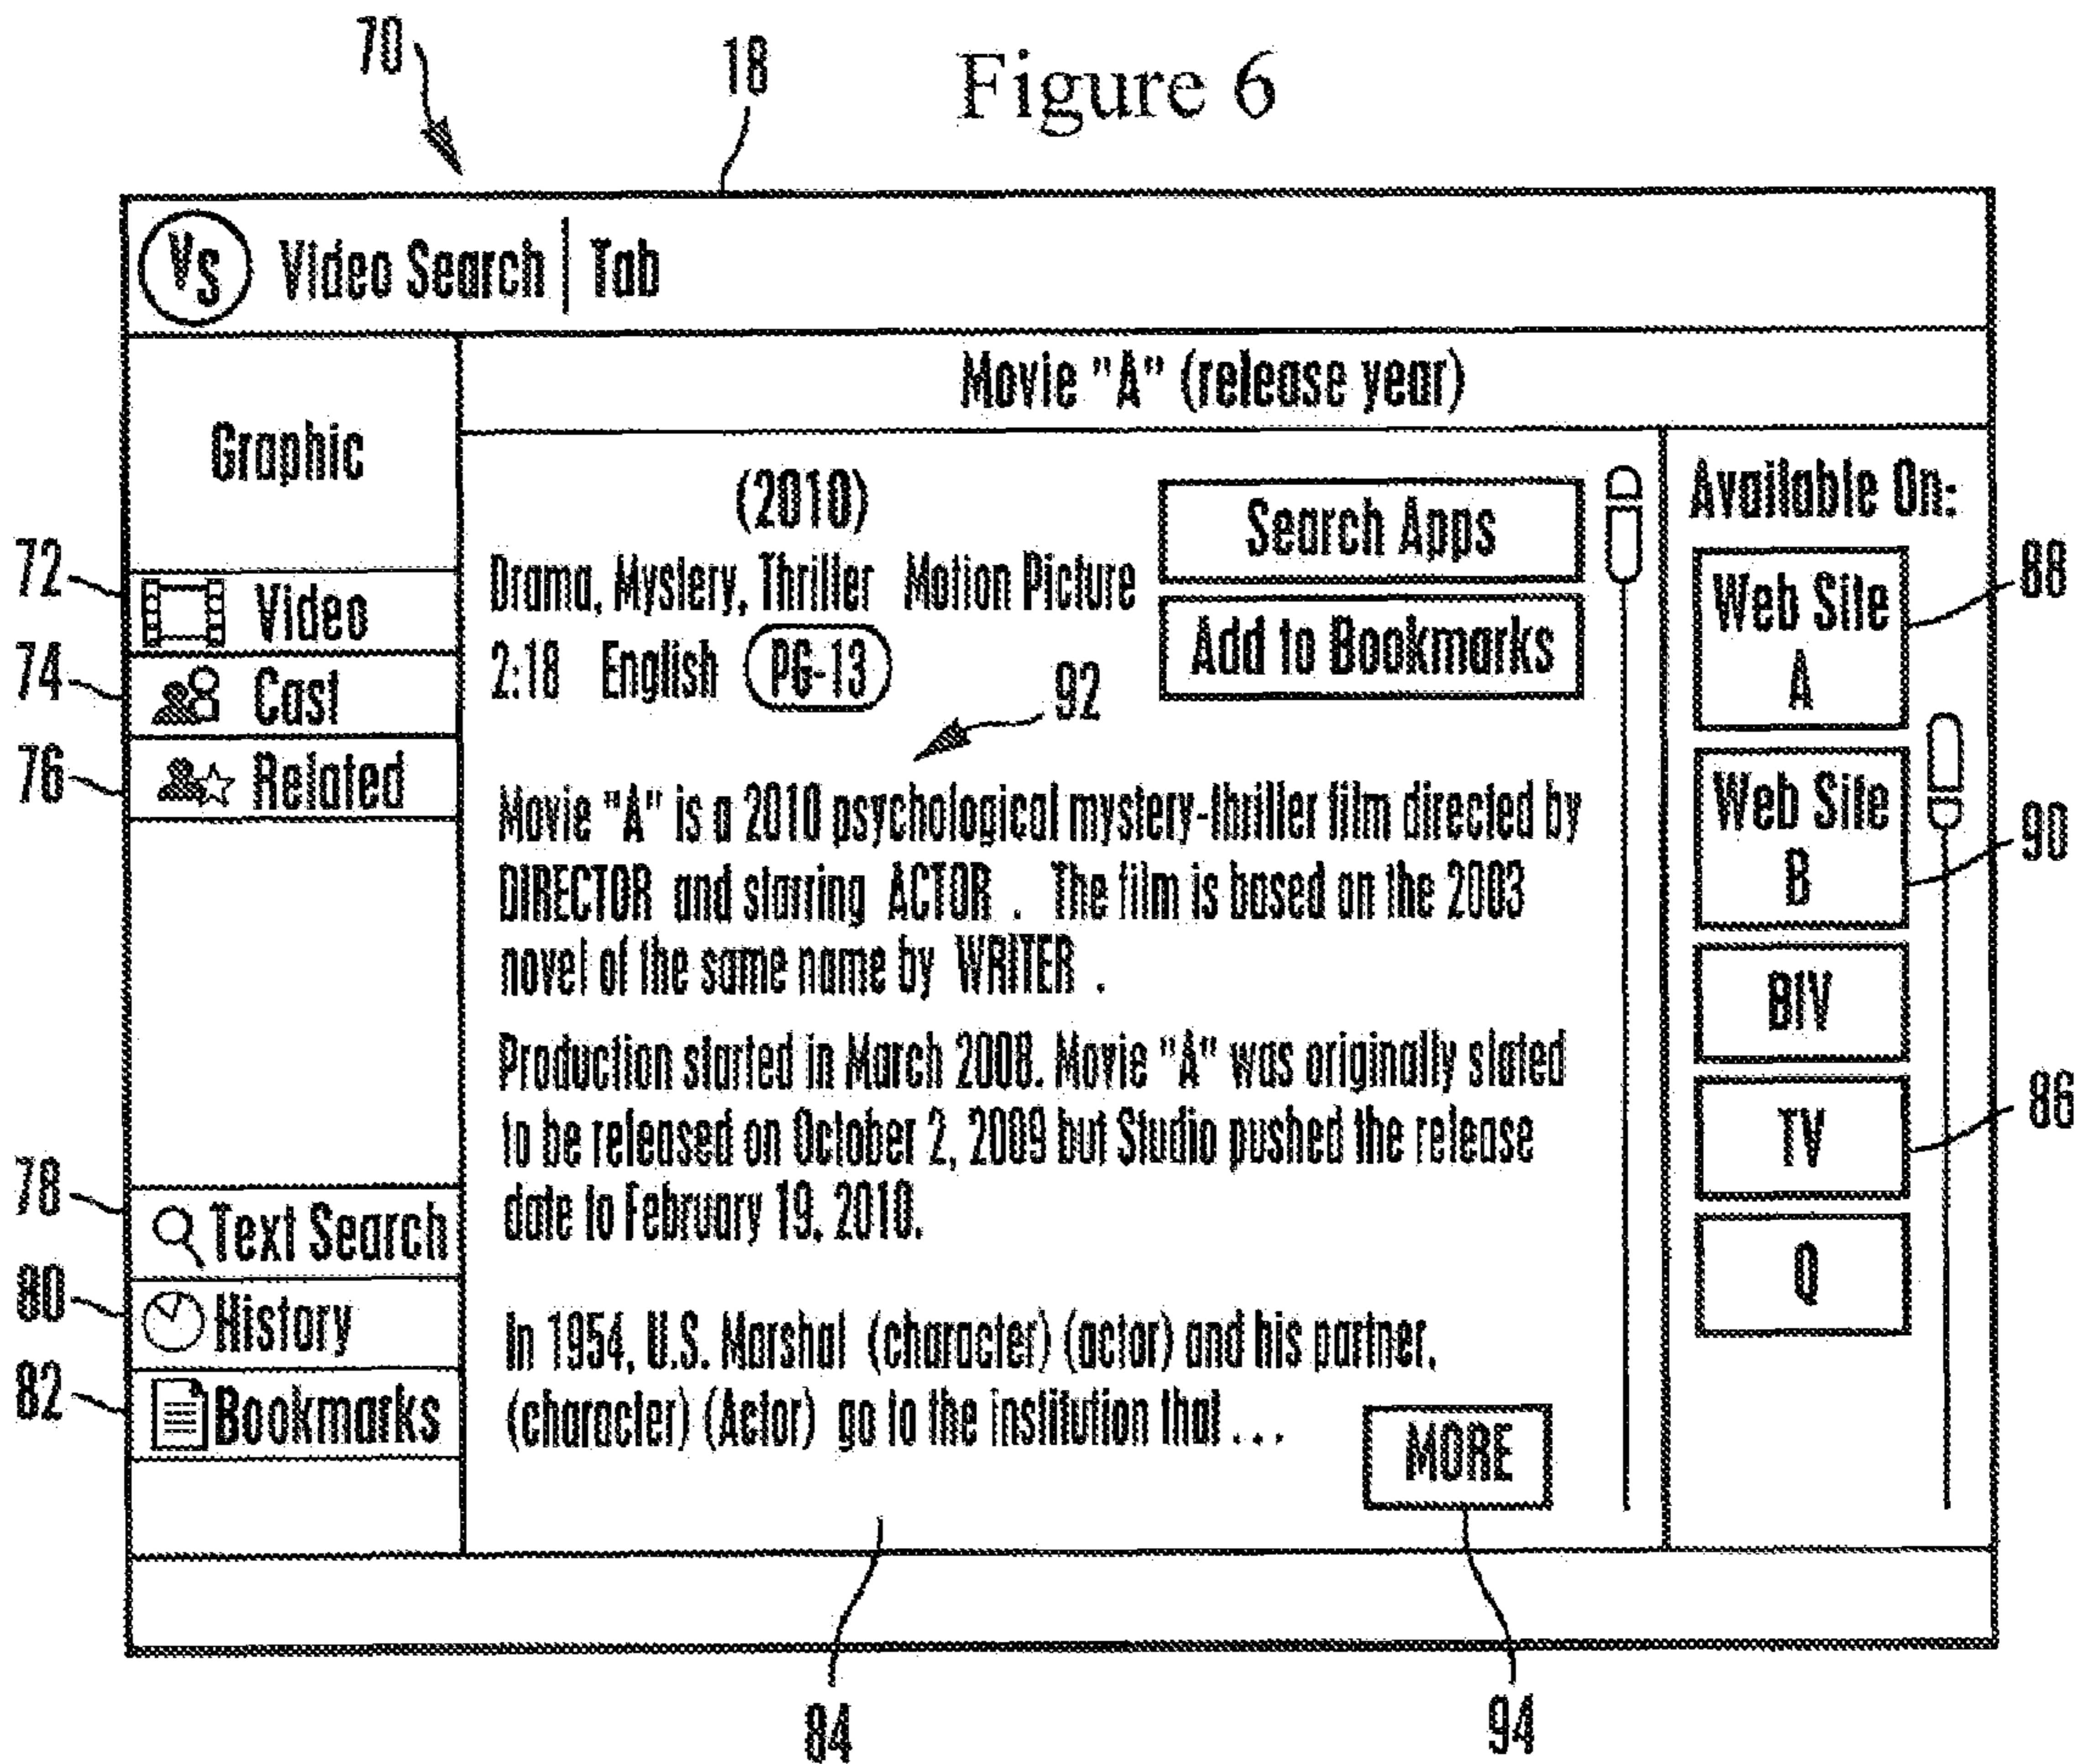 70
18
Figure 6
VS Video Search | Tab
Movie "A" (release year)
Graphic
(2010)
Search Apps
Available On:
72
Video
Drama, Mystery, Thriller Motion Picture
Add to Bookmarks
Web Site
A
88
74
Cast
2:18 English PG-13
92
76
Related
Movie "A" is a 2010 psychological mystery-thriller film directed by
DIRECTOR and starring ACTOR . The film is based on the 2003
novel of the same name by WRITER .
Web Site
B
90
BIV
Production started in March 2008. Movie "A" was originally slated
to be released on October 2, 2009 but Studio pushed the release
date to February 19, 2010.
TV
86
78
Text Search
Q
80
History
In 1954, U.S. Marshal (character) (actor) and his partner,
(character) (Actor) go to the institution that ...
82
Bookmarks
MORE
84
94